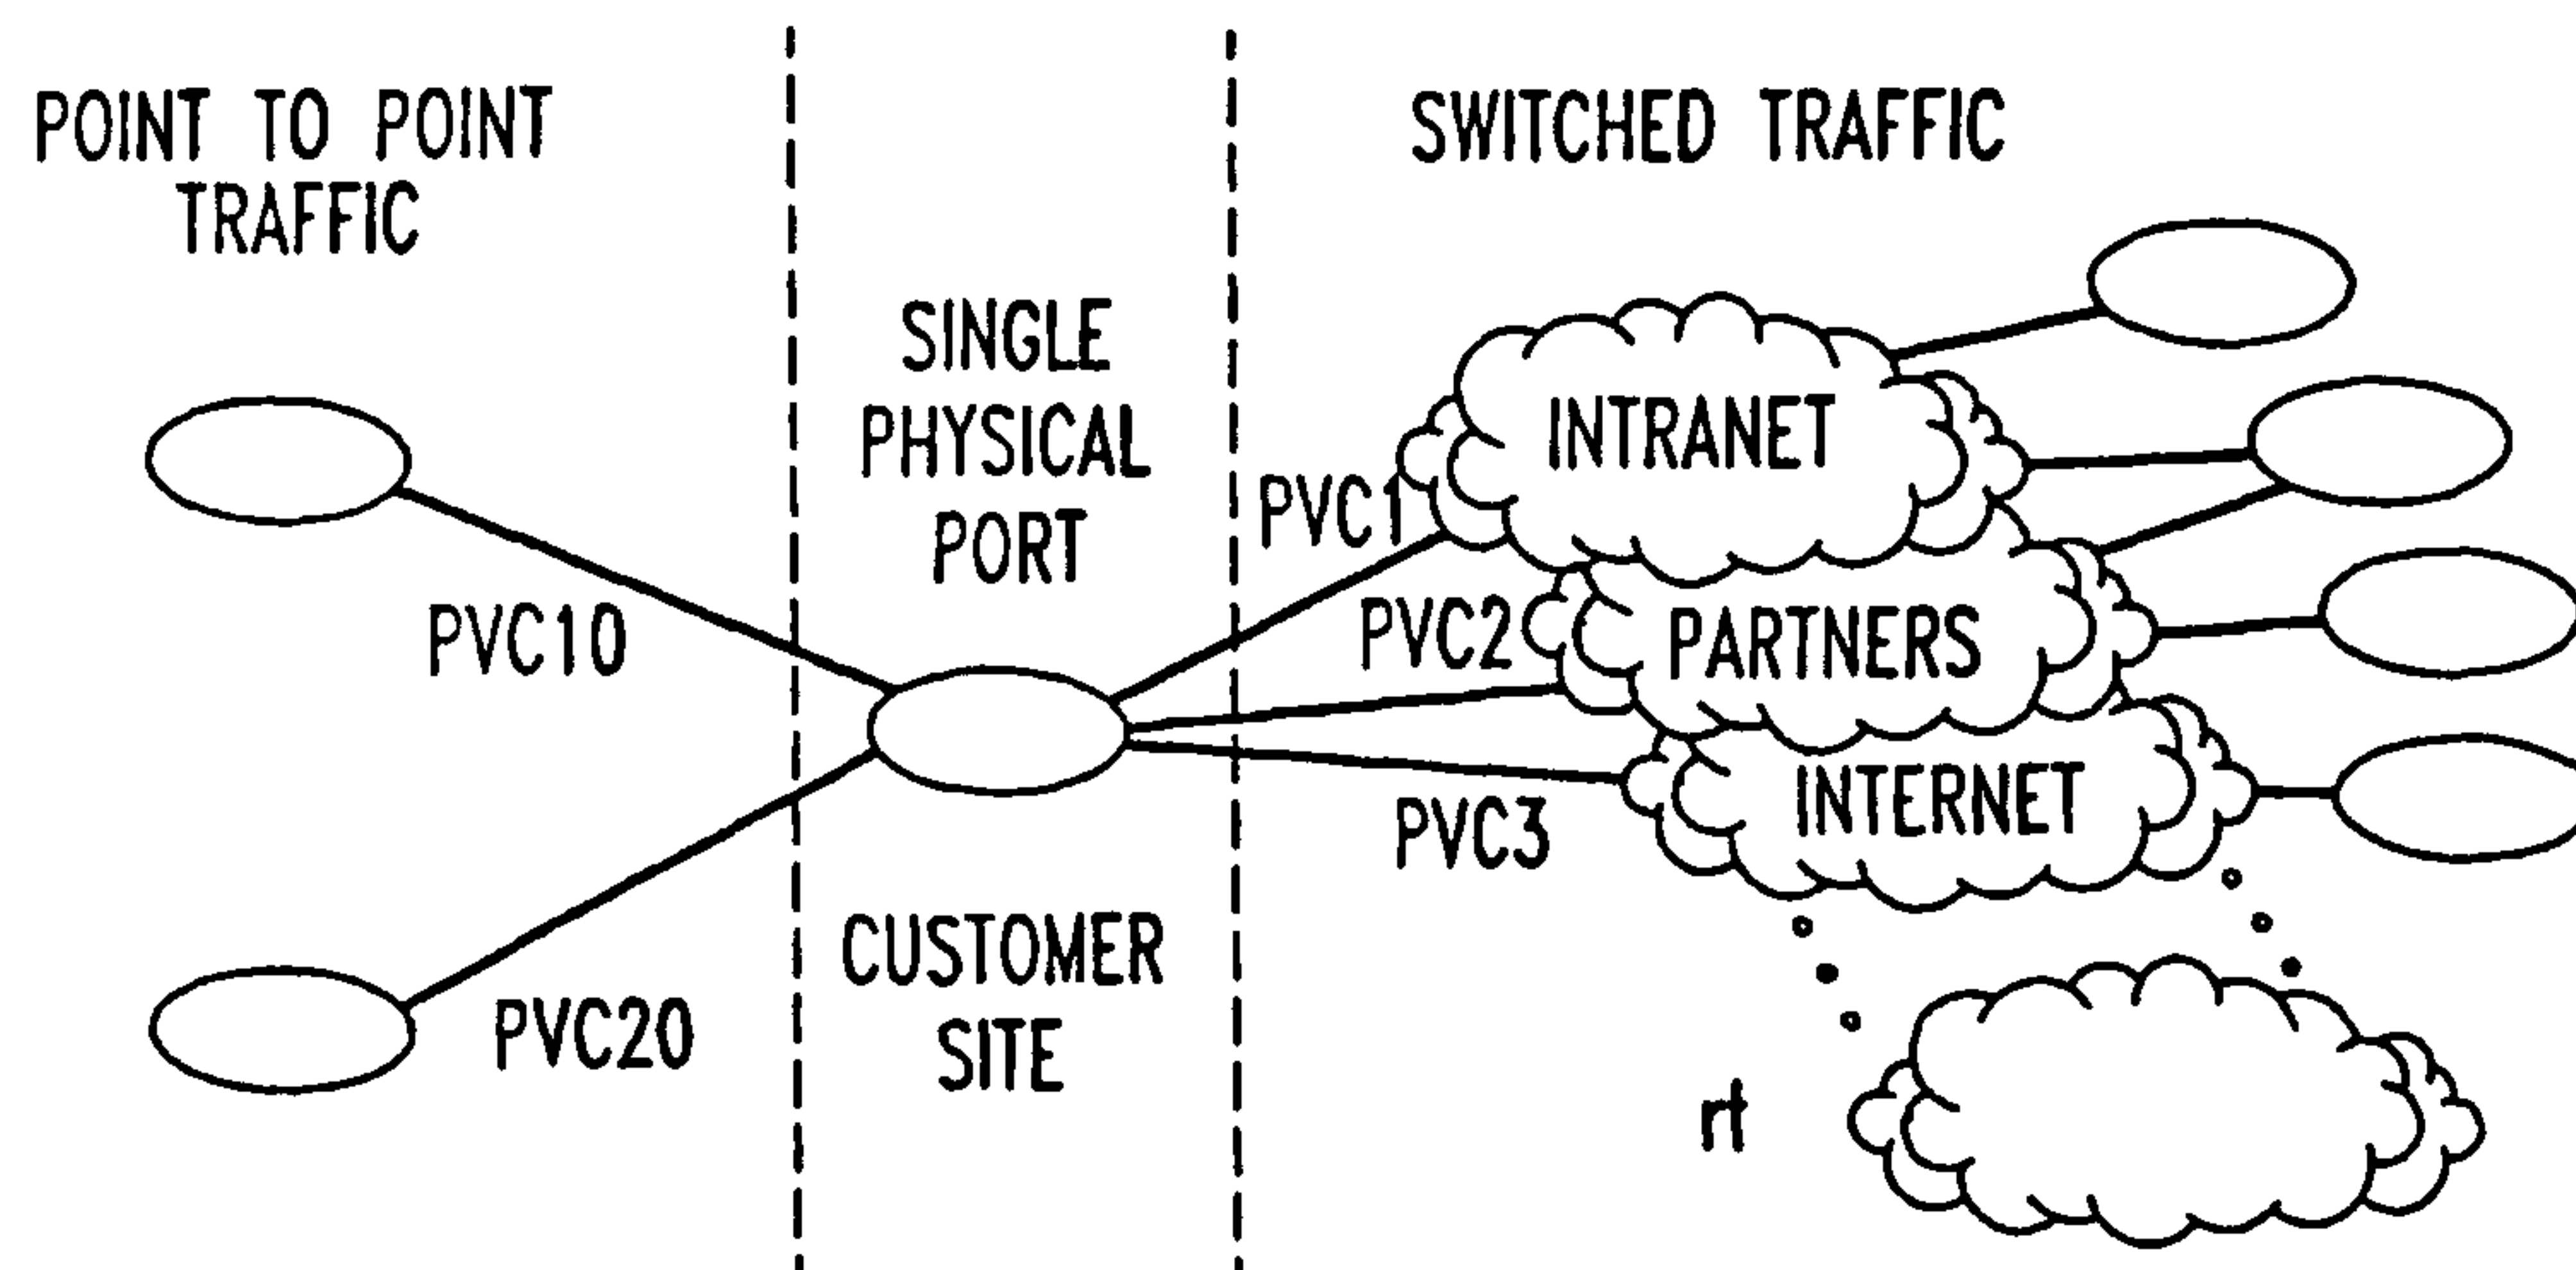 POINT TO POINT
TRAFFIC
SWITCHED TRAFFIC
SINGLE
PHYSICAL
PORT
PVC10
PVC20
CUSTOMER
SITE
PVC1
PVC2
PVC3
INTRANET
PARTNERS
INTERNET
rt